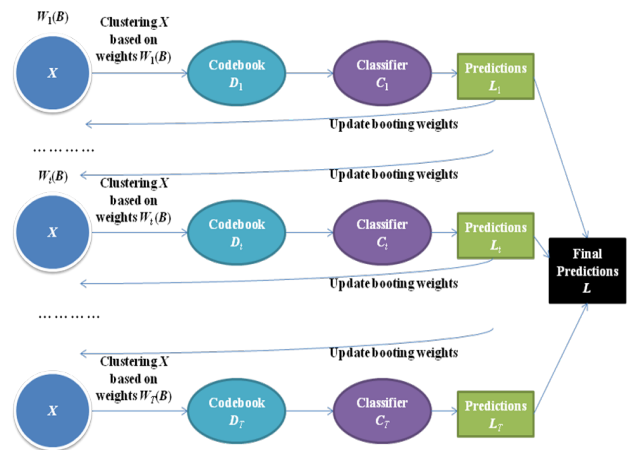 W1(B)
Clustering X
based on
weights W1(B)
X
Codebook
D1
Classifier
C1
Predictions
L1
Update booting weights
…………
Update booting weights
Wt(B)
Clustering X
based on
weights Wt(B)
X
Codebook
Dt
Classifier
Ct
Predictions
Lt
Final
Predictions
L
Update booting weights
…………
Update booting weights
Clustering X
based on
weights WT(B)
X
Codebook
DT
Classifier
CT
Predictions
LT